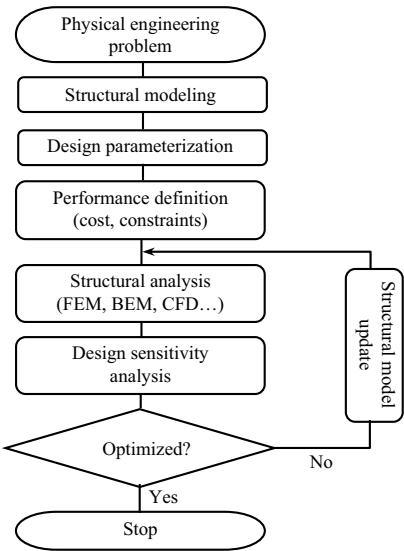 Physical engineering
problem
Structural modeling
Design parameterization
Performance definition
(cost, constraints)
Structural analysis
(FEM, BEM, CFD…)
Structural model
update
Design sensitivity
analysis
Optimized?
No
Yes
Stop